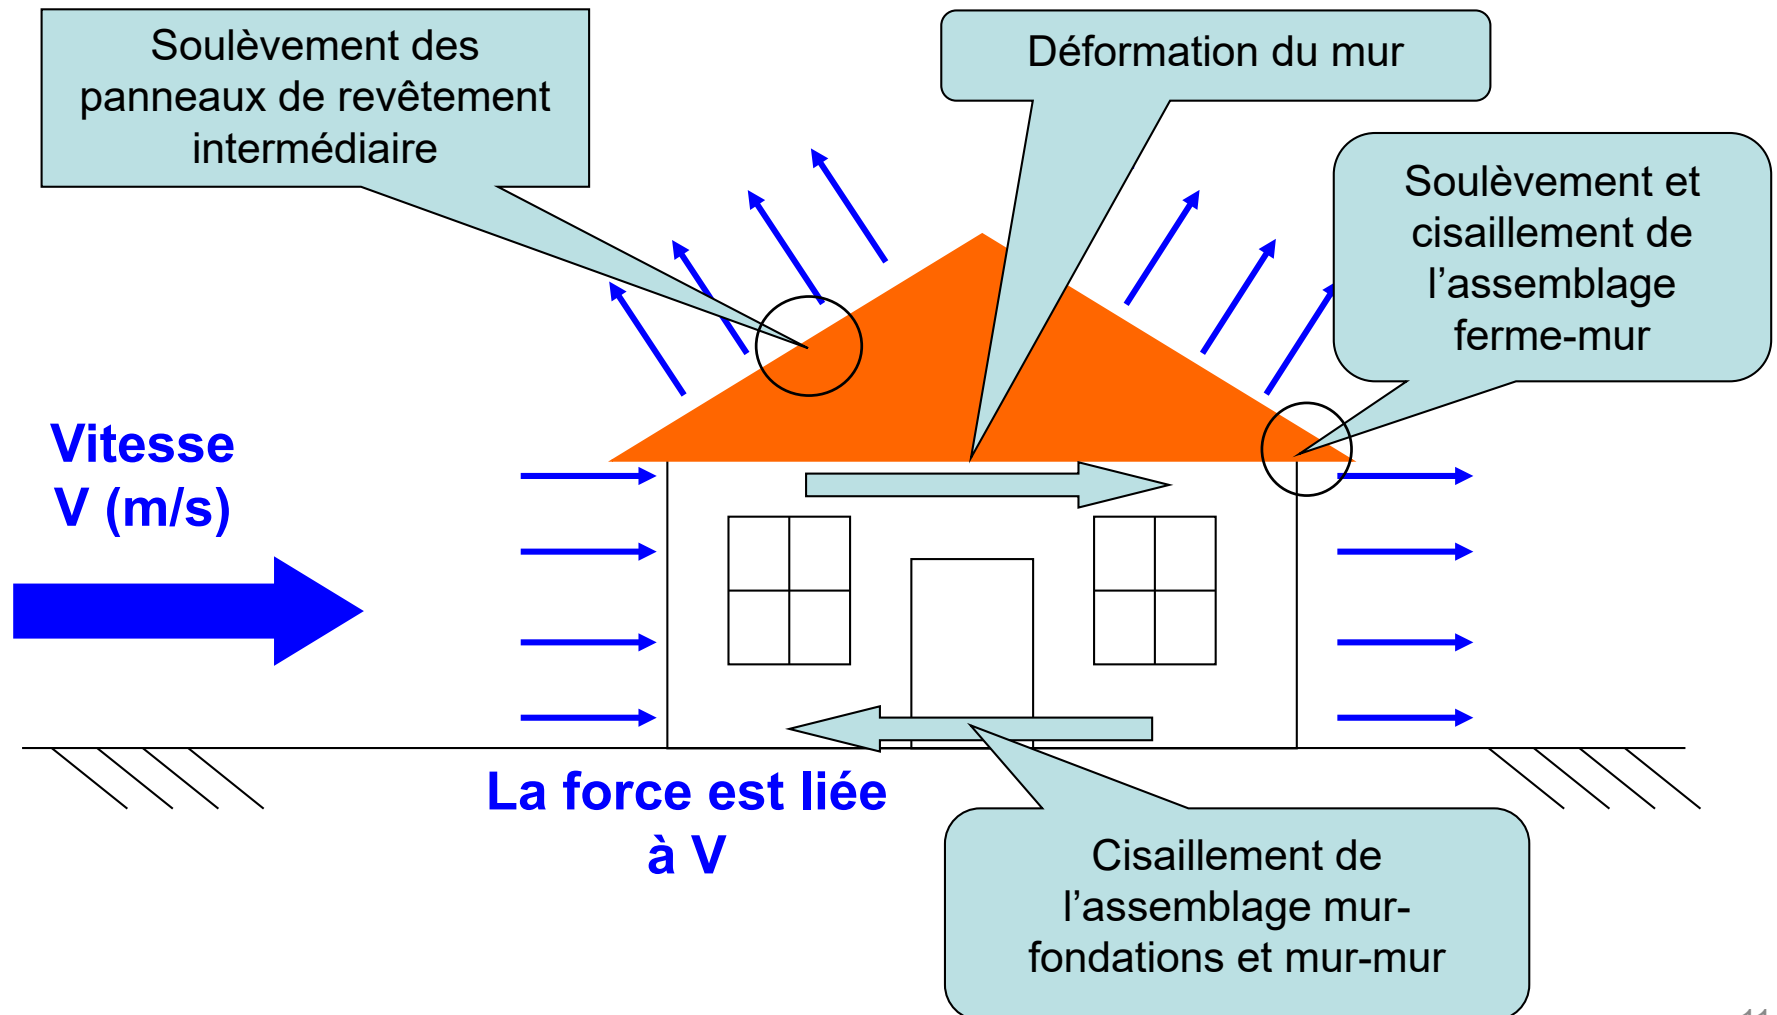 Soulèvement des
panneaux de revêtement
intermédiaire
Déformation du mur
Soulèvement et
cisaillement de
l’assemblage
ferme-mur
Vitesse
V (m/s)
La force est liée
à V
Cisaillement de
l’assemblage mur-
fondations et mur-mur